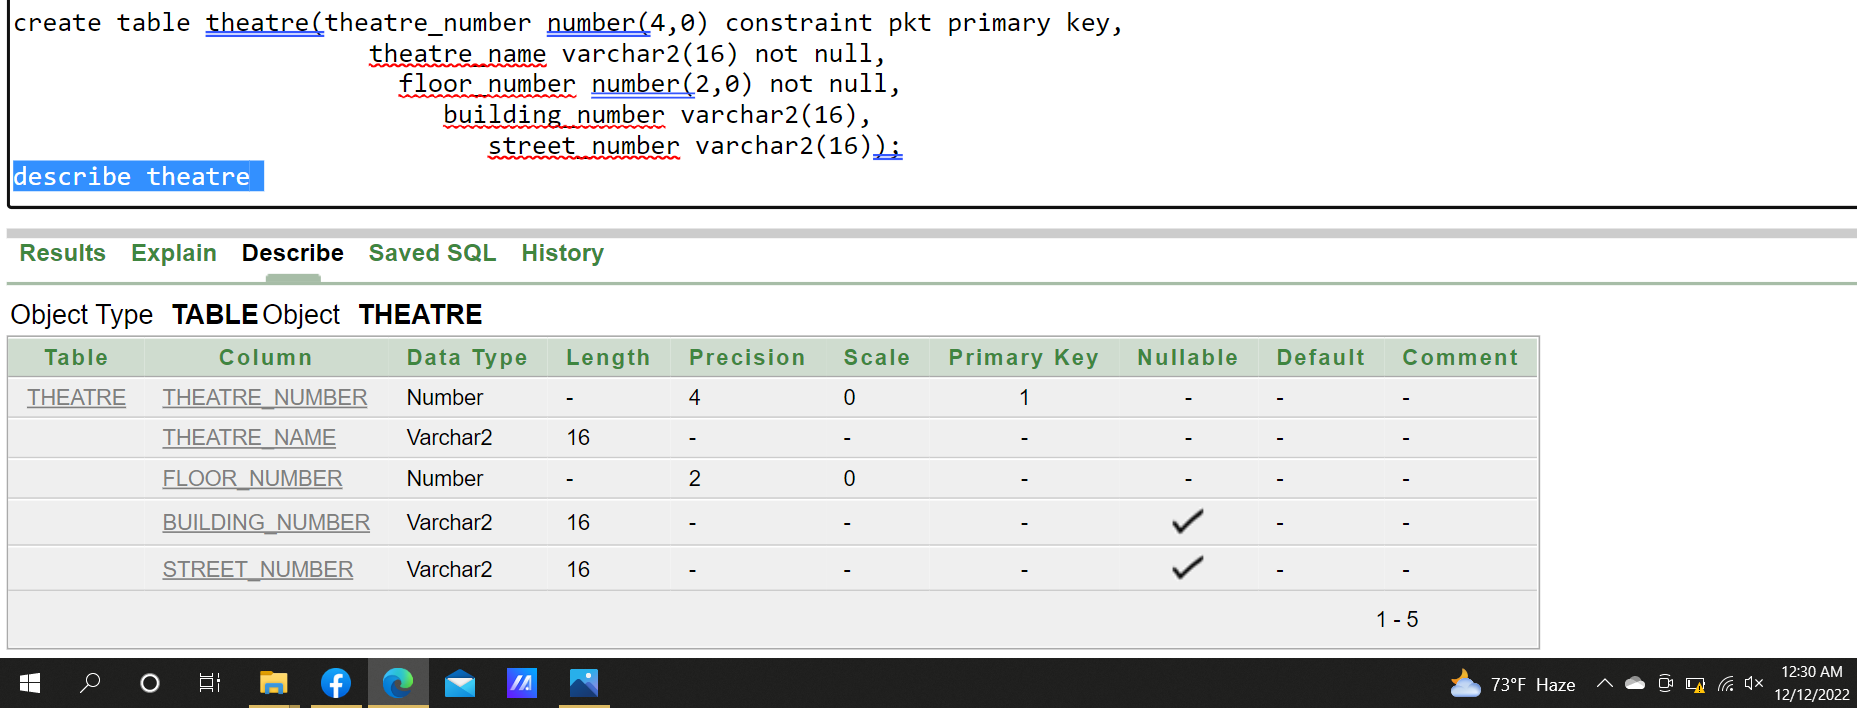 create table theatre(theatre_number number(4,0) constraint pkt primary key,
theatre_name varchar2(16) not null,
floor_number number(2,0) not null,
building_number varchar2(16),
street_number varchar2(16));
describe theatre
Results Explain Describe Saved SQL History
Object Type TABLE Object THEATRE
Table Column Data Type Length Precision Scale Primary Key Nullable Default Comment
THEATRE THEATRE_NUMBER Number - 4 0 1 - - -
THEATRE_NAME Varchar2 16 - - - - - -
FLOOR_NUMBER Number - 2 0 - - - -
BUILDING_NUMBER Varchar2 16 - - - ✓ - -
STREET_NUMBER Varchar2 16 - - - ✓ - -
1 - 5
73°F Haze
12:30 AM
12/12/2022